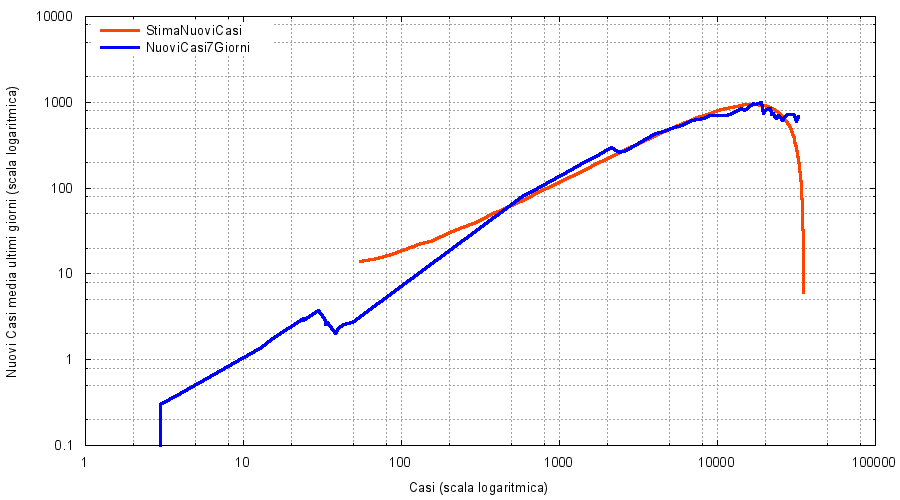 10000
1000
100
10
1
0.1
StimaNuoviCasi
NuoviCasi7Giorni
Nuovi Casi media ultimi giorni (scala logaritmica)
1 10 100 1000 10000 100000
Casi (scala logaritmica)